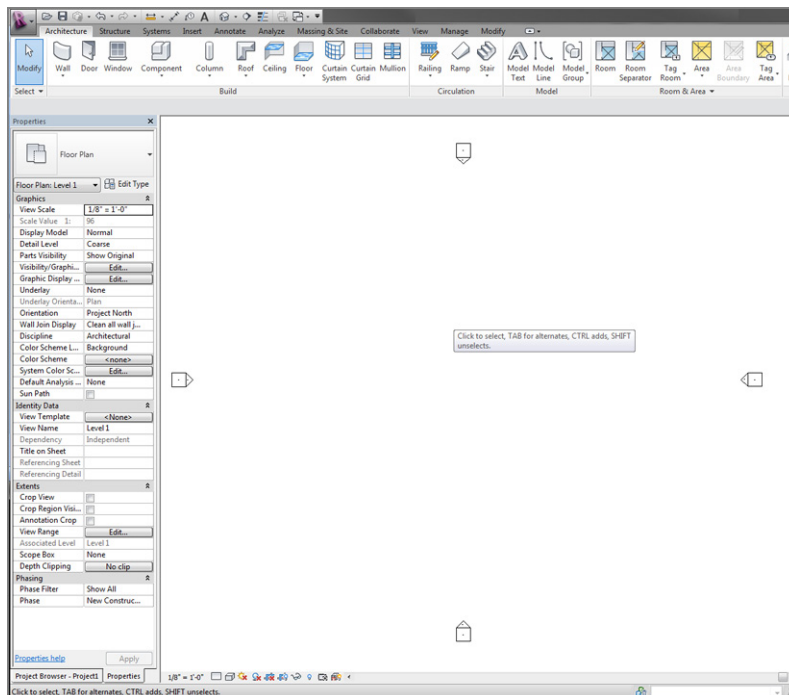 Architecture Structure Systems Insert Annotate Analyze Massing & Site Collaborate View Manage Modify
Modify Wall Door Window Component Column Roof Ceiling Floor Curtain System Curtain Grid Mullion Railing Ramp Stair Model Text Model Line Model Group Room Room Separator Tag Room Area Area Boundary Tag Area
Select Build Circulation Model Room & Area
Properties
Floor Plan
Floor Plan: Level 1 Edit Type
Graphics
View Scale 1/8" = 1'-0"
Scale Value 1: 96
Display Model Normal
Detail Level Coarse
Parts Visibility Show Original
Visibility/Graphi... Edit...
Graphic Display ... Edit...
Underlay None
Underlay Orienta... Plan
Orientation Project North
Wall Join Display Clean all wall j...
Discipline Architectural
Color Scheme L... Background
Color Scheme <none>
System Color Sc... Edit...
Default Analysis ... None
Sun Path
Identity Data
View Template <None>
View Name Level 1
Dependency Independent
Title on Sheet
Referencing Sheet
Referencing Detail
Extents
Crop View
Crop Region Visi...
Annotation Crop
View Range Edit...
Associated Level Level 1
Scope Box None
Depth Clipping No clip
Phasing
Phase Filter Show All
Phase New Construc...
Click to select, TAB for alternates, CTRL adds, SHIFT
unselects.
Properties help Apply
Project Browser - Project1 Properties 1/8" = 1'-0"
Click to select, TAB for alternates, CTRL adds, SHIFT unselects.